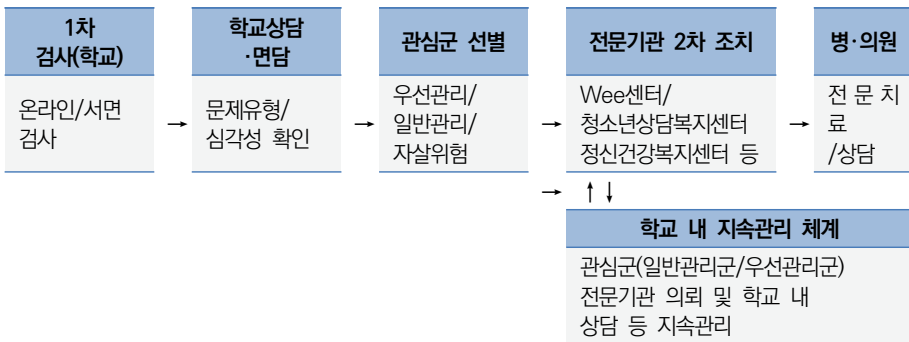 1차
검사(학교)
온라인/서면
검사
→
학교상담
·면담
문제유형/
심각성 확인
→
관심군 선별
우선관리/
일반관리/
자살위험
→
전문기관 2차 조치
Wee센터/
청소년상담복지센터
정신건강복지센터 등
→
병·의원
전문치
료
/상담
→ ↑↓
학교 내 지속관리 체계
관심군(일반관리군/우선관리군)
전문기관 의뢰 및 학교 내
상담 등 지속관리